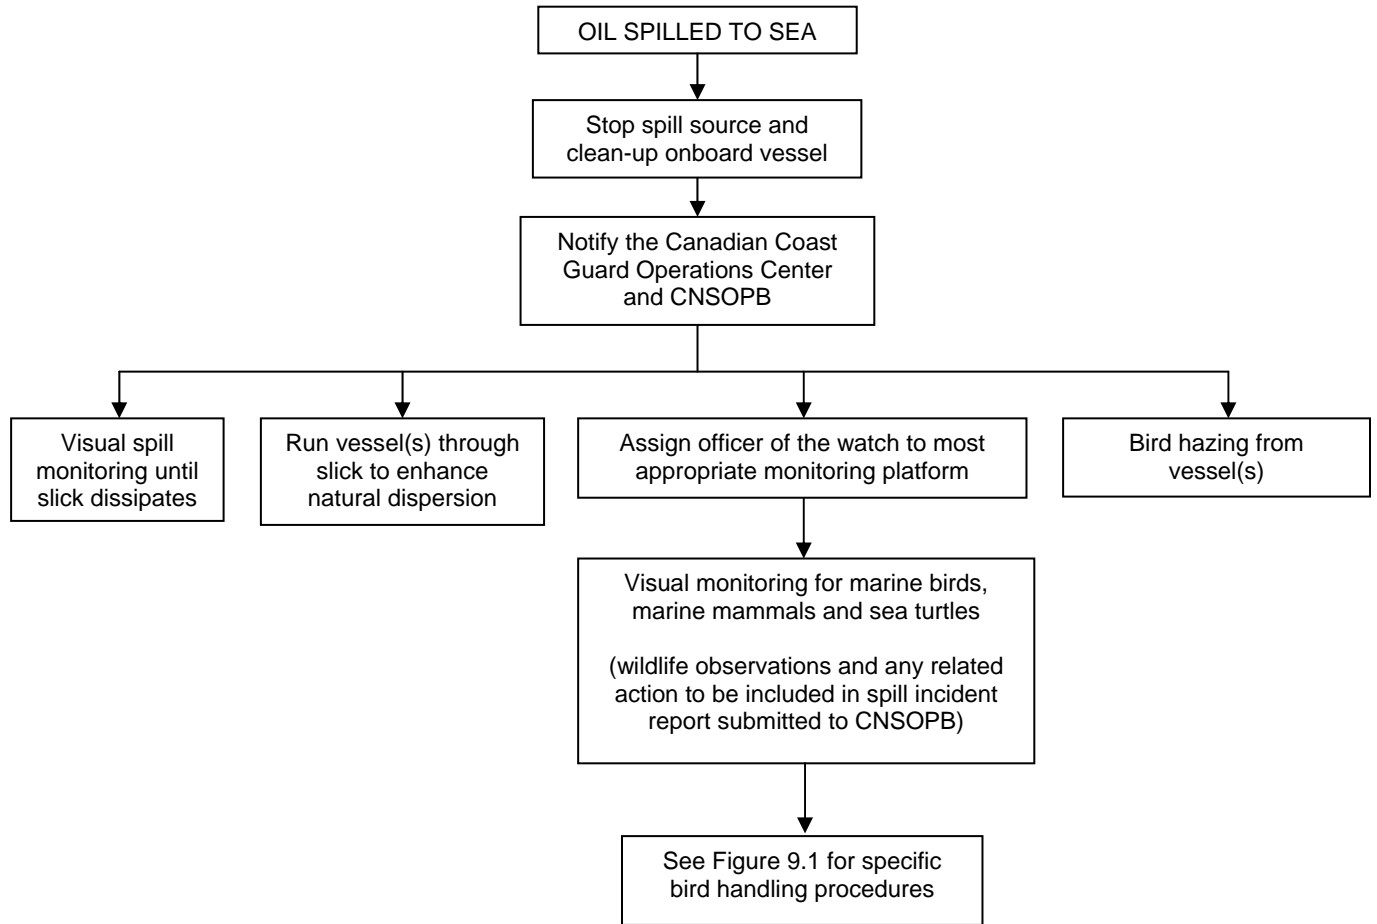 OIL SPILLED TO SEA
Stop spill source and
clean-up onboard vessel
Notify the Canadian Coast
Guard Operations Center
and CNSOPB
Visual spill
monitoring until
slick dissipates
Run vessel(s) through
slick to enhance
natural dispersion
Assign officer of the watch to most
appropriate monitoring platform
Bird hazing from
vessel(s)
Visual monitoring for marine birds,
marine mammals and sea turtles
(wildlife observations and any related
action to be included in spill incident
report submitted to CNSOPB)
See Figure 9.1 for specific
bird handling procedures